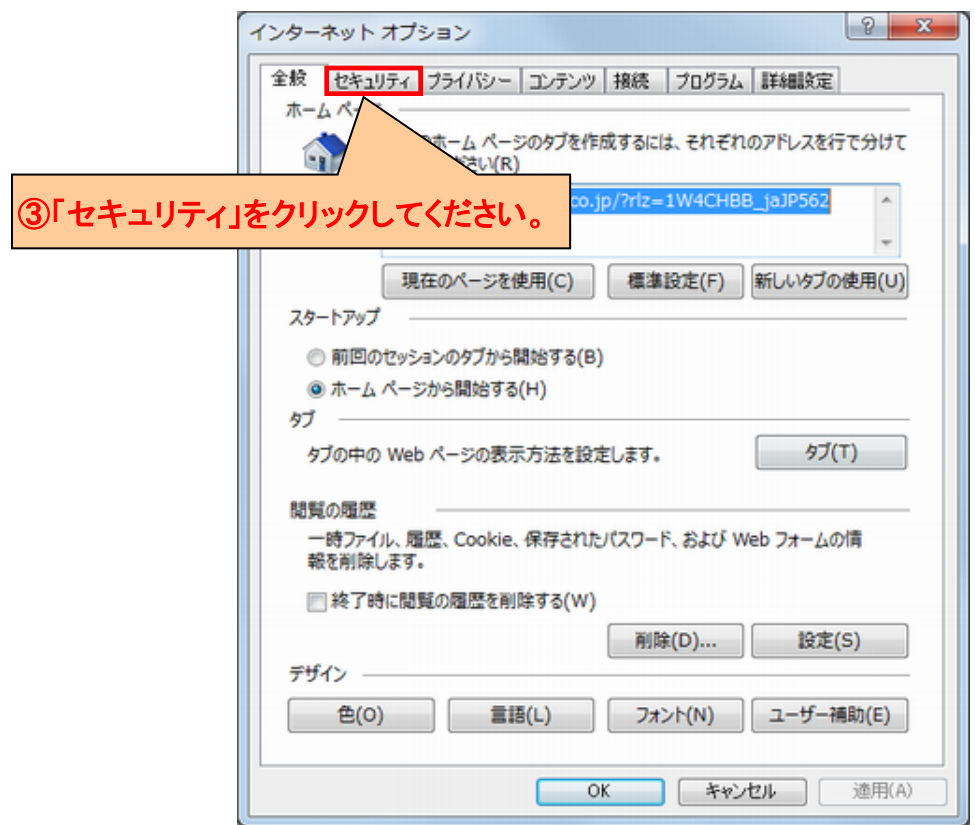 インターネット オプション
全般 セキュリティ プライバシー コンテンツ 接続 プログラム 詳細設定
ホーム ペ
ホーム ページのタブを作成するには、それぞれのアドレスを行で分けて
ださい(R)
③「セキュリティ」をクリックしてください。
co.jp/?rlz=1W4CHBB_jaJP562
現在のページを使用(C) 標準設定(F) 新しいタブの使用(U)
スタートアップ
前回のセッションのタブから開始する(B)
ホーム ページから開始する(H)
タブ
タブの中の Web ページの表示方法を設定します。 タブ(T)
閲覧の履歴
一時ファイル、履歴、Cookie、保存されたパスワード、および Web フォームの情
報を削除します。
終了時に閲覧の履歴を削除する(W)
削除(D)... 設定(S)
デザイン
色(O) 言語(L) フォント(N) ユーザー補助(E)
OK キャンセル 適用(A)